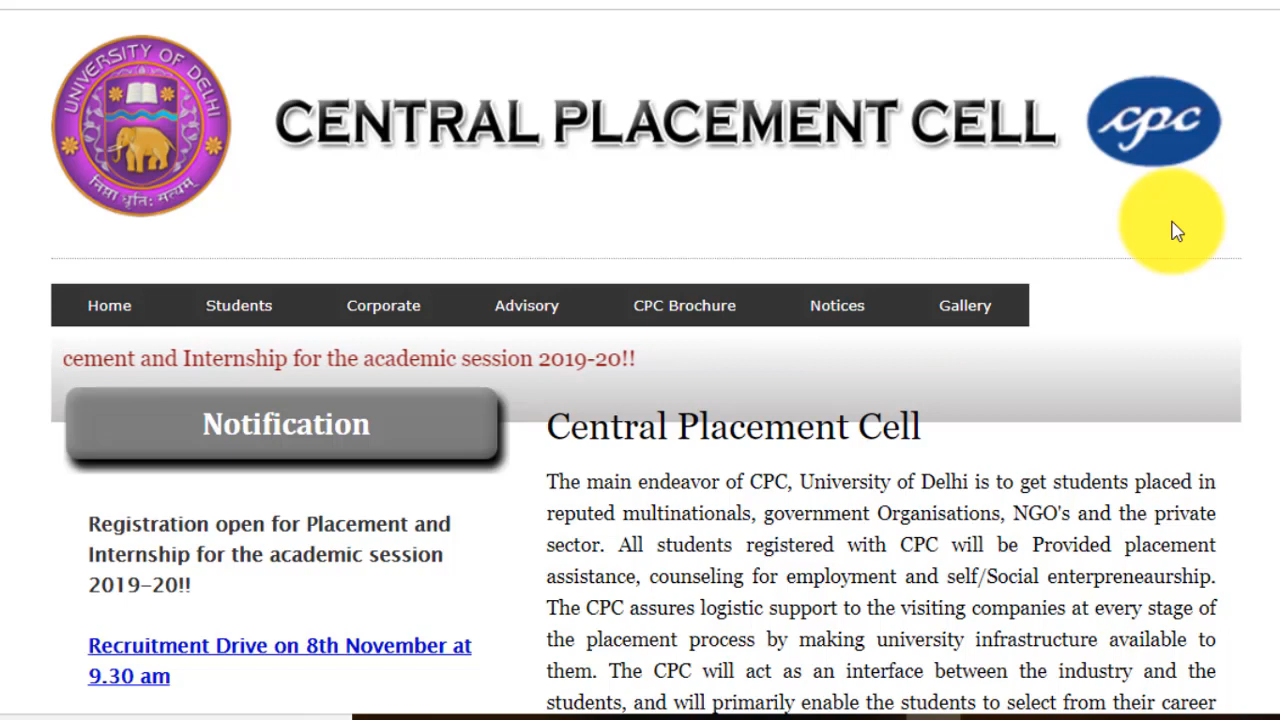 UNIVERSITY OF DELHI
निष्ठा धृति: सत्यम्
CENTRAL PLACEMENT CELL
cpc
Home Students Corporate Advisory CPC Brochure Notices Gallery
cement and Internship for the academic session 2019-20!!
Notification
Registration open for Placement and
Internship for the academic session
2019-20!!
Recruitment Drive on 8th November at
9.30 am
Central Placement Cell
The main endeavor of CPC, University of Delhi is to get students placed in
reputed multinationals, government Organisations, NGO's and the private
sector. All students registered with CPC will be Provided placement
assistance, counseling for employment and self/Social enterpreneaurship.
The CPC assures logistic support to the visiting companies at every stage of
the placement process by making university infrastructure available to
them. The CPC will act as an interface between the industry and the
students, and will primarily enable the students to select from their career